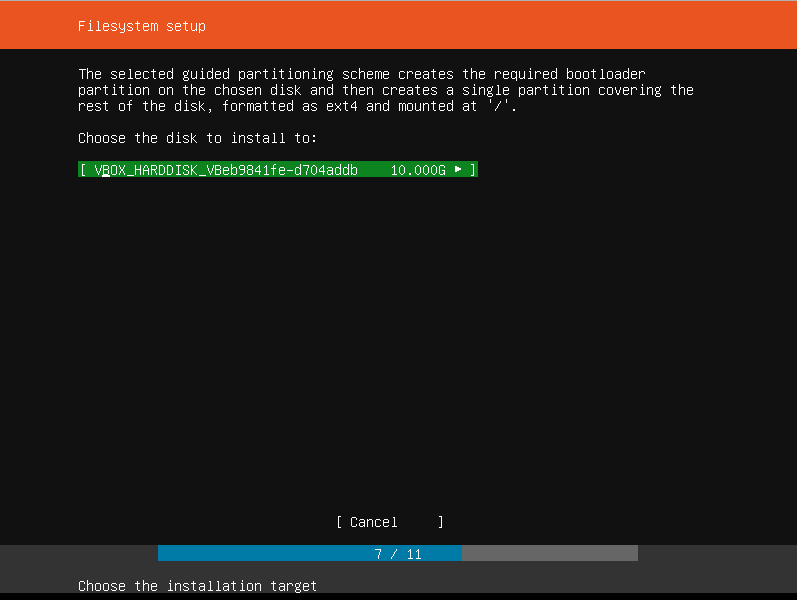 Filesystem setup
The selected guided partitioning scheme creates the required bootloader
partition on the chosen disk and then creates a single partition covering the
rest of the disk, formatted as ext4 and mounted at '/'.
Choose the disk to install to:
[ VBOX_HARDDISK_VBeb9841fe-d704addb    10.000G ► ]
[ Cancel     ]
7 / 11
Choose the installation target